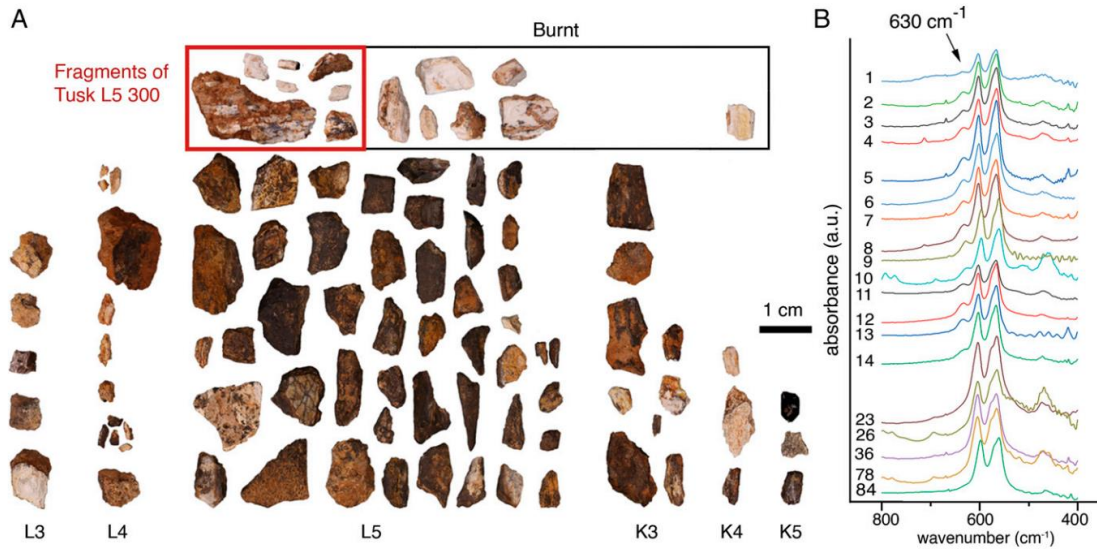 A
Burnt
Fragments of
Tusk L5 300
1 cm
L3
L4
L5
K3
K4
K5
B
630 cm⁻¹
absorbance (a.u.)
1
2
3
4
5
6
7
8
9
10
11
12
13
14
23
26
36
78
84
800
600
400
wavenumber (cm⁻¹)